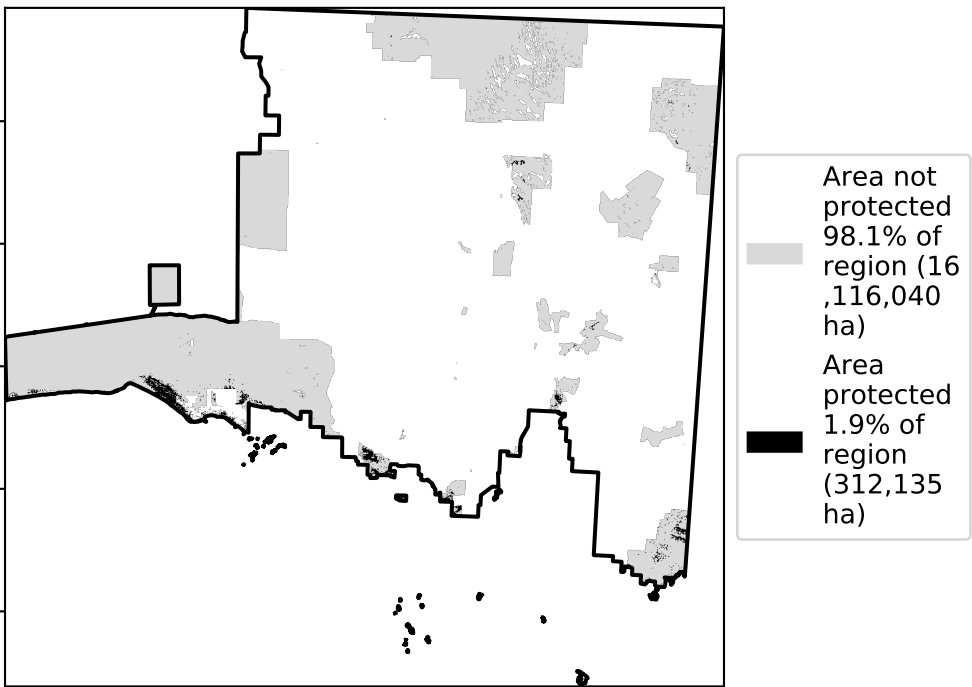 Area not
protected
98.1% of
region (16
,116,040
ha)
Area
protected
1.9% of
region
(312,135
ha)